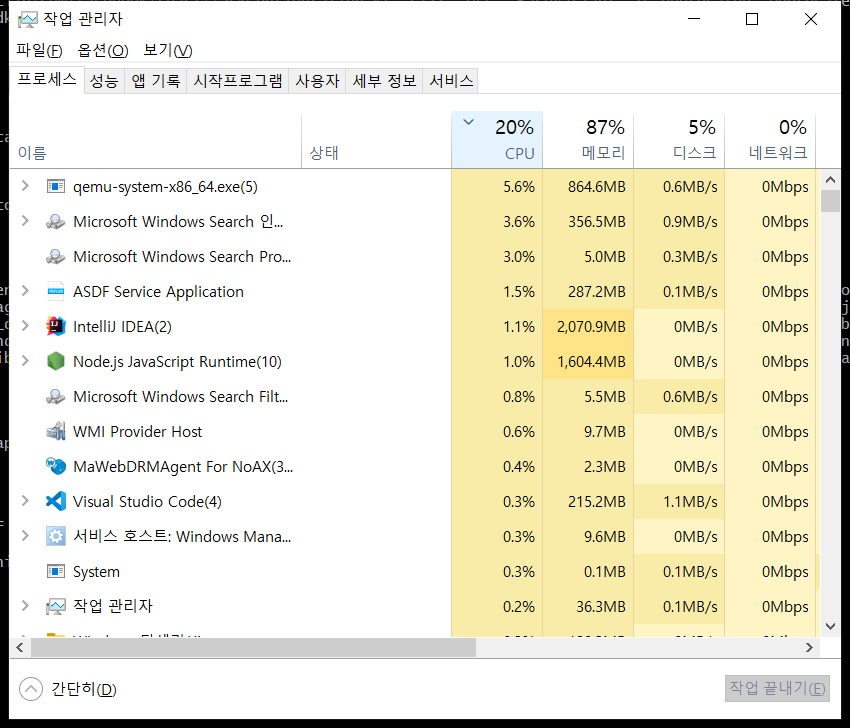 작업 관리자
파일(F) 옵션(O) 보기(V)
프로세스 성능 앱 기록 시작프로그램 사용자 세부 정보 서비스
20% 87% 5% 0%
이름 상태 CPU 메모리 디스크 네트워크
qemu-system-x86_64.exe(5) 5.6% 864.6MB 0.6MB/s 0Mbps
Microsoft Windows Search 인... 3.6% 356.5MB 0.9MB/s 0Mbps
Microsoft Windows Search Pro... 3.0% 5.0MB 0.3MB/s 0Mbps
ASDF Service Application 1.5% 287.2MB 0.1MB/s 0Mbps
IntelliJ IDEA(2) 1.1% 2,070.9MB 0MB/s 0Mbps
Node.js JavaScript Runtime(10) 1.0% 1,604.4MB 0MB/s 0Mbps
Microsoft Windows Search Filt... 0.8% 5.5MB 0.6MB/s 0Mbps
WMI Provider Host 0.6% 9.7MB 0MB/s 0Mbps
MaWebDRMAgent For NoAX(3... 0.4% 2.3MB 0MB/s 0Mbps
Visual Studio Code(4) 0.3% 215.2MB 1.1MB/s 0Mbps
서비스 호스트: Windows Mana... 0.3% 9.6MB 0MB/s 0Mbps
System 0.3% 0.1MB 0.1MB/s 0Mbps
작업 관리자 0.2% 36.3MB 0.1MB/s 0Mbps
간단히(D) 작업 끝내기(E)